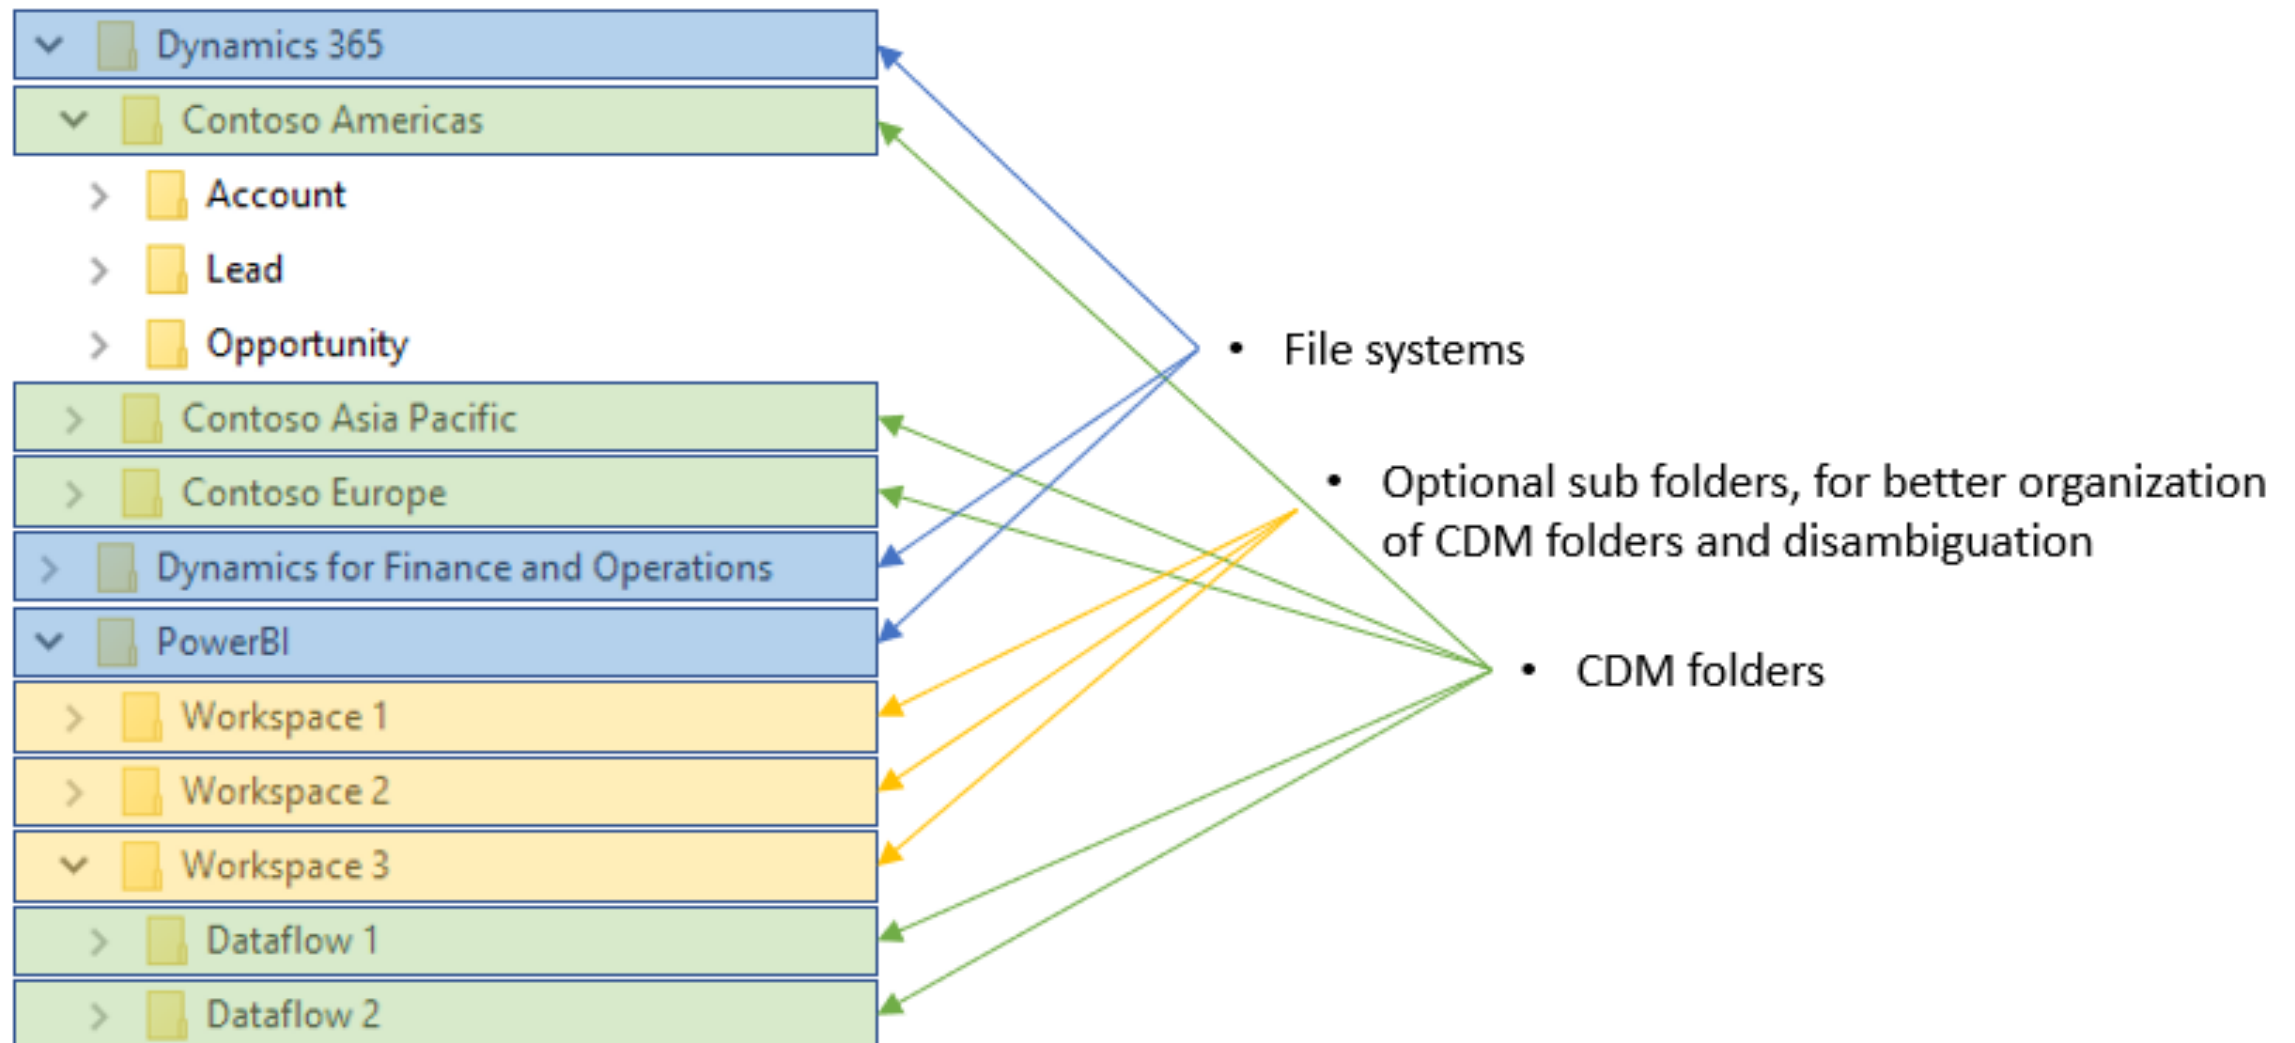 Dynamics 365
Contoso Americas
Account
Lead
Opportunity
Contoso Asia Pacific
Contoso Europe
Dynamics for Finance and Operations
PowerBI
Workspace 1
Workspace 2
Workspace 3
Dataflow 1
Dataflow 2
• File systems
• Optional sub folders, for better organization
of CDM folders and disambiguation
• CDM folders